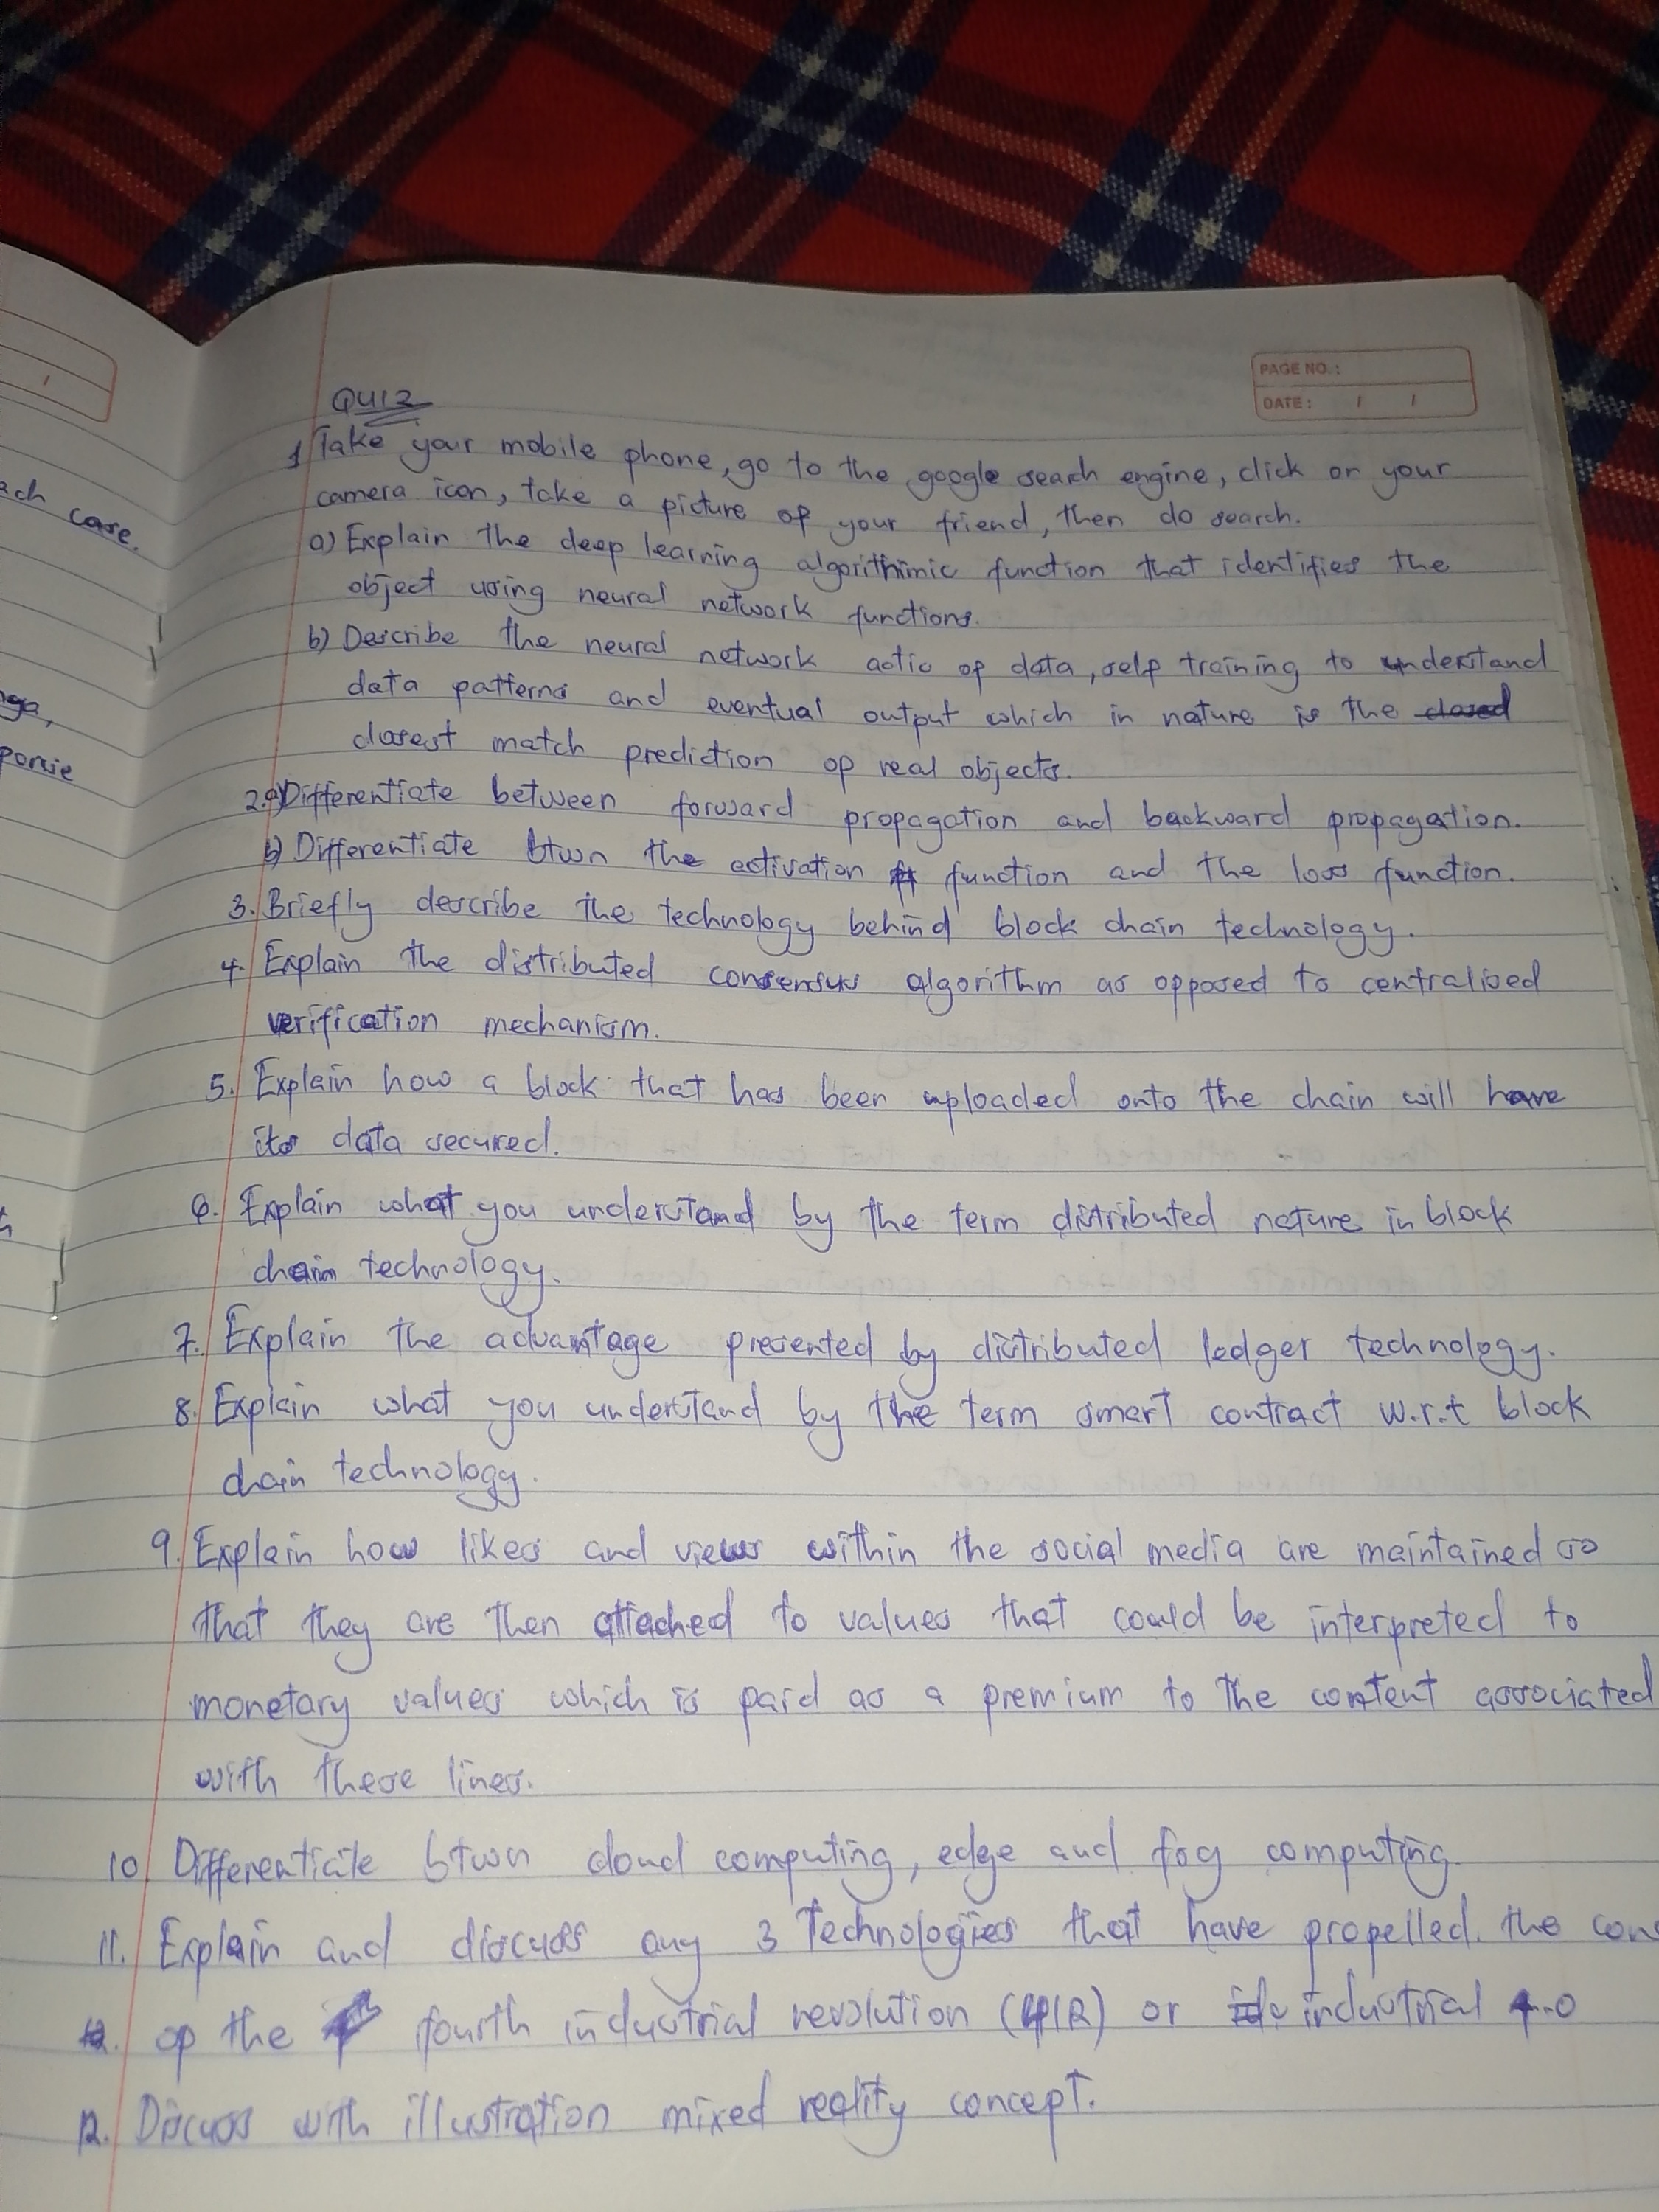 PAGE NO.:
DATE: / /
QUIZ
1 Take your mobile phone, go to the google search engine, click on your
camera icon, take a picture of your friend, then do search.
a) Explain the deep learning algorithimic function that identifies the
object using neural network functions.
b) Describe the neural network actic of data, self training to understand
data patterns and eventual output which in nature is the closed
closest match prediction of real objects.
2.a) Differentiate between forward propagation and backward propagation.
b) Differentiate btwn the activation function and the loss function.
3. Briefly describe the technology behind block chain technology.
4. Explain the distributed consensus algorithm as opposed to centralised
verification mechanism.
5. Explain how a block that has been uploaded onto the chain will have
its data secured.
6. Explain what you understand by the term distributed nature in block
chain technology.
7. Explain the advantage presented by distributed ledger technology.
8. Explain what you understand by the term smart contract w.r.t block
chain technology.
9. Explain how likes and views within the social media are maintained so
that they are then attached to values that could be interpreted to
monetary values which is paid as a premium to the content associated
with these lines.
10. Differentiate btwn cloud computing, edge and fog computing.
11. Explain and discuss any 3 Technologies that have propelled the
12. of the fourth industrial revolution (4IR) or industrial 4.0
12. Discuss with illustration mixed reality concept.
ach case.